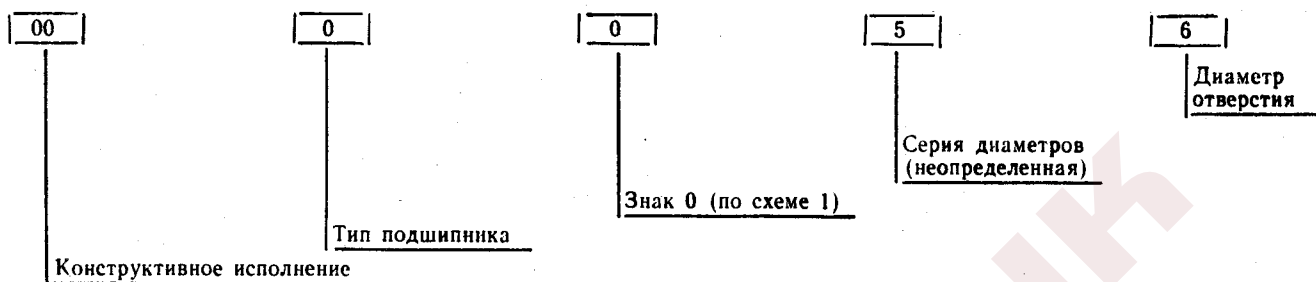 00 0 0 5 6
Диаметр
отверстия
Серия диаметров
(неопределенная)
Знак 0 (по схеме 1)
Тип подшипника
Конструктивное исполнение